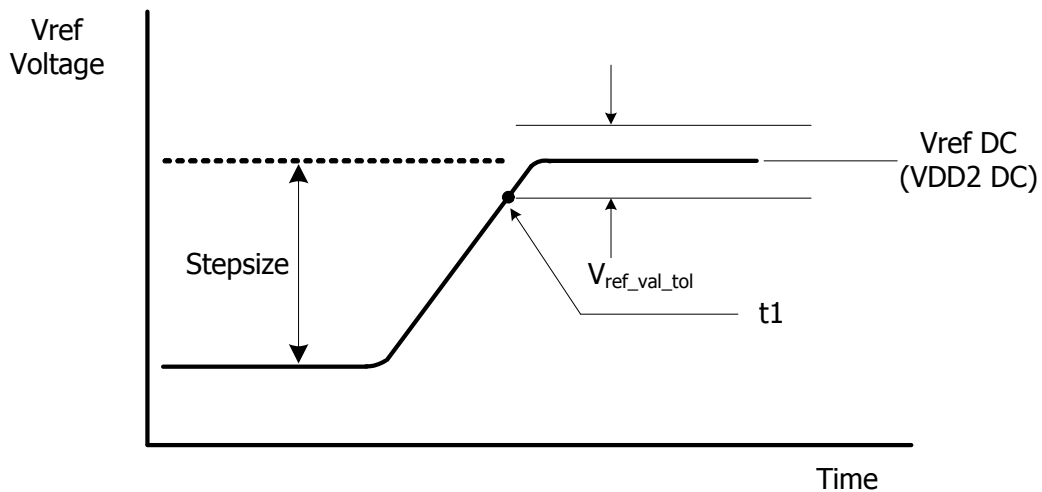 Vref
Voltage
Vref DC
(VDD2 DC)
Stepsize
Vref_val_tol
t1
Time